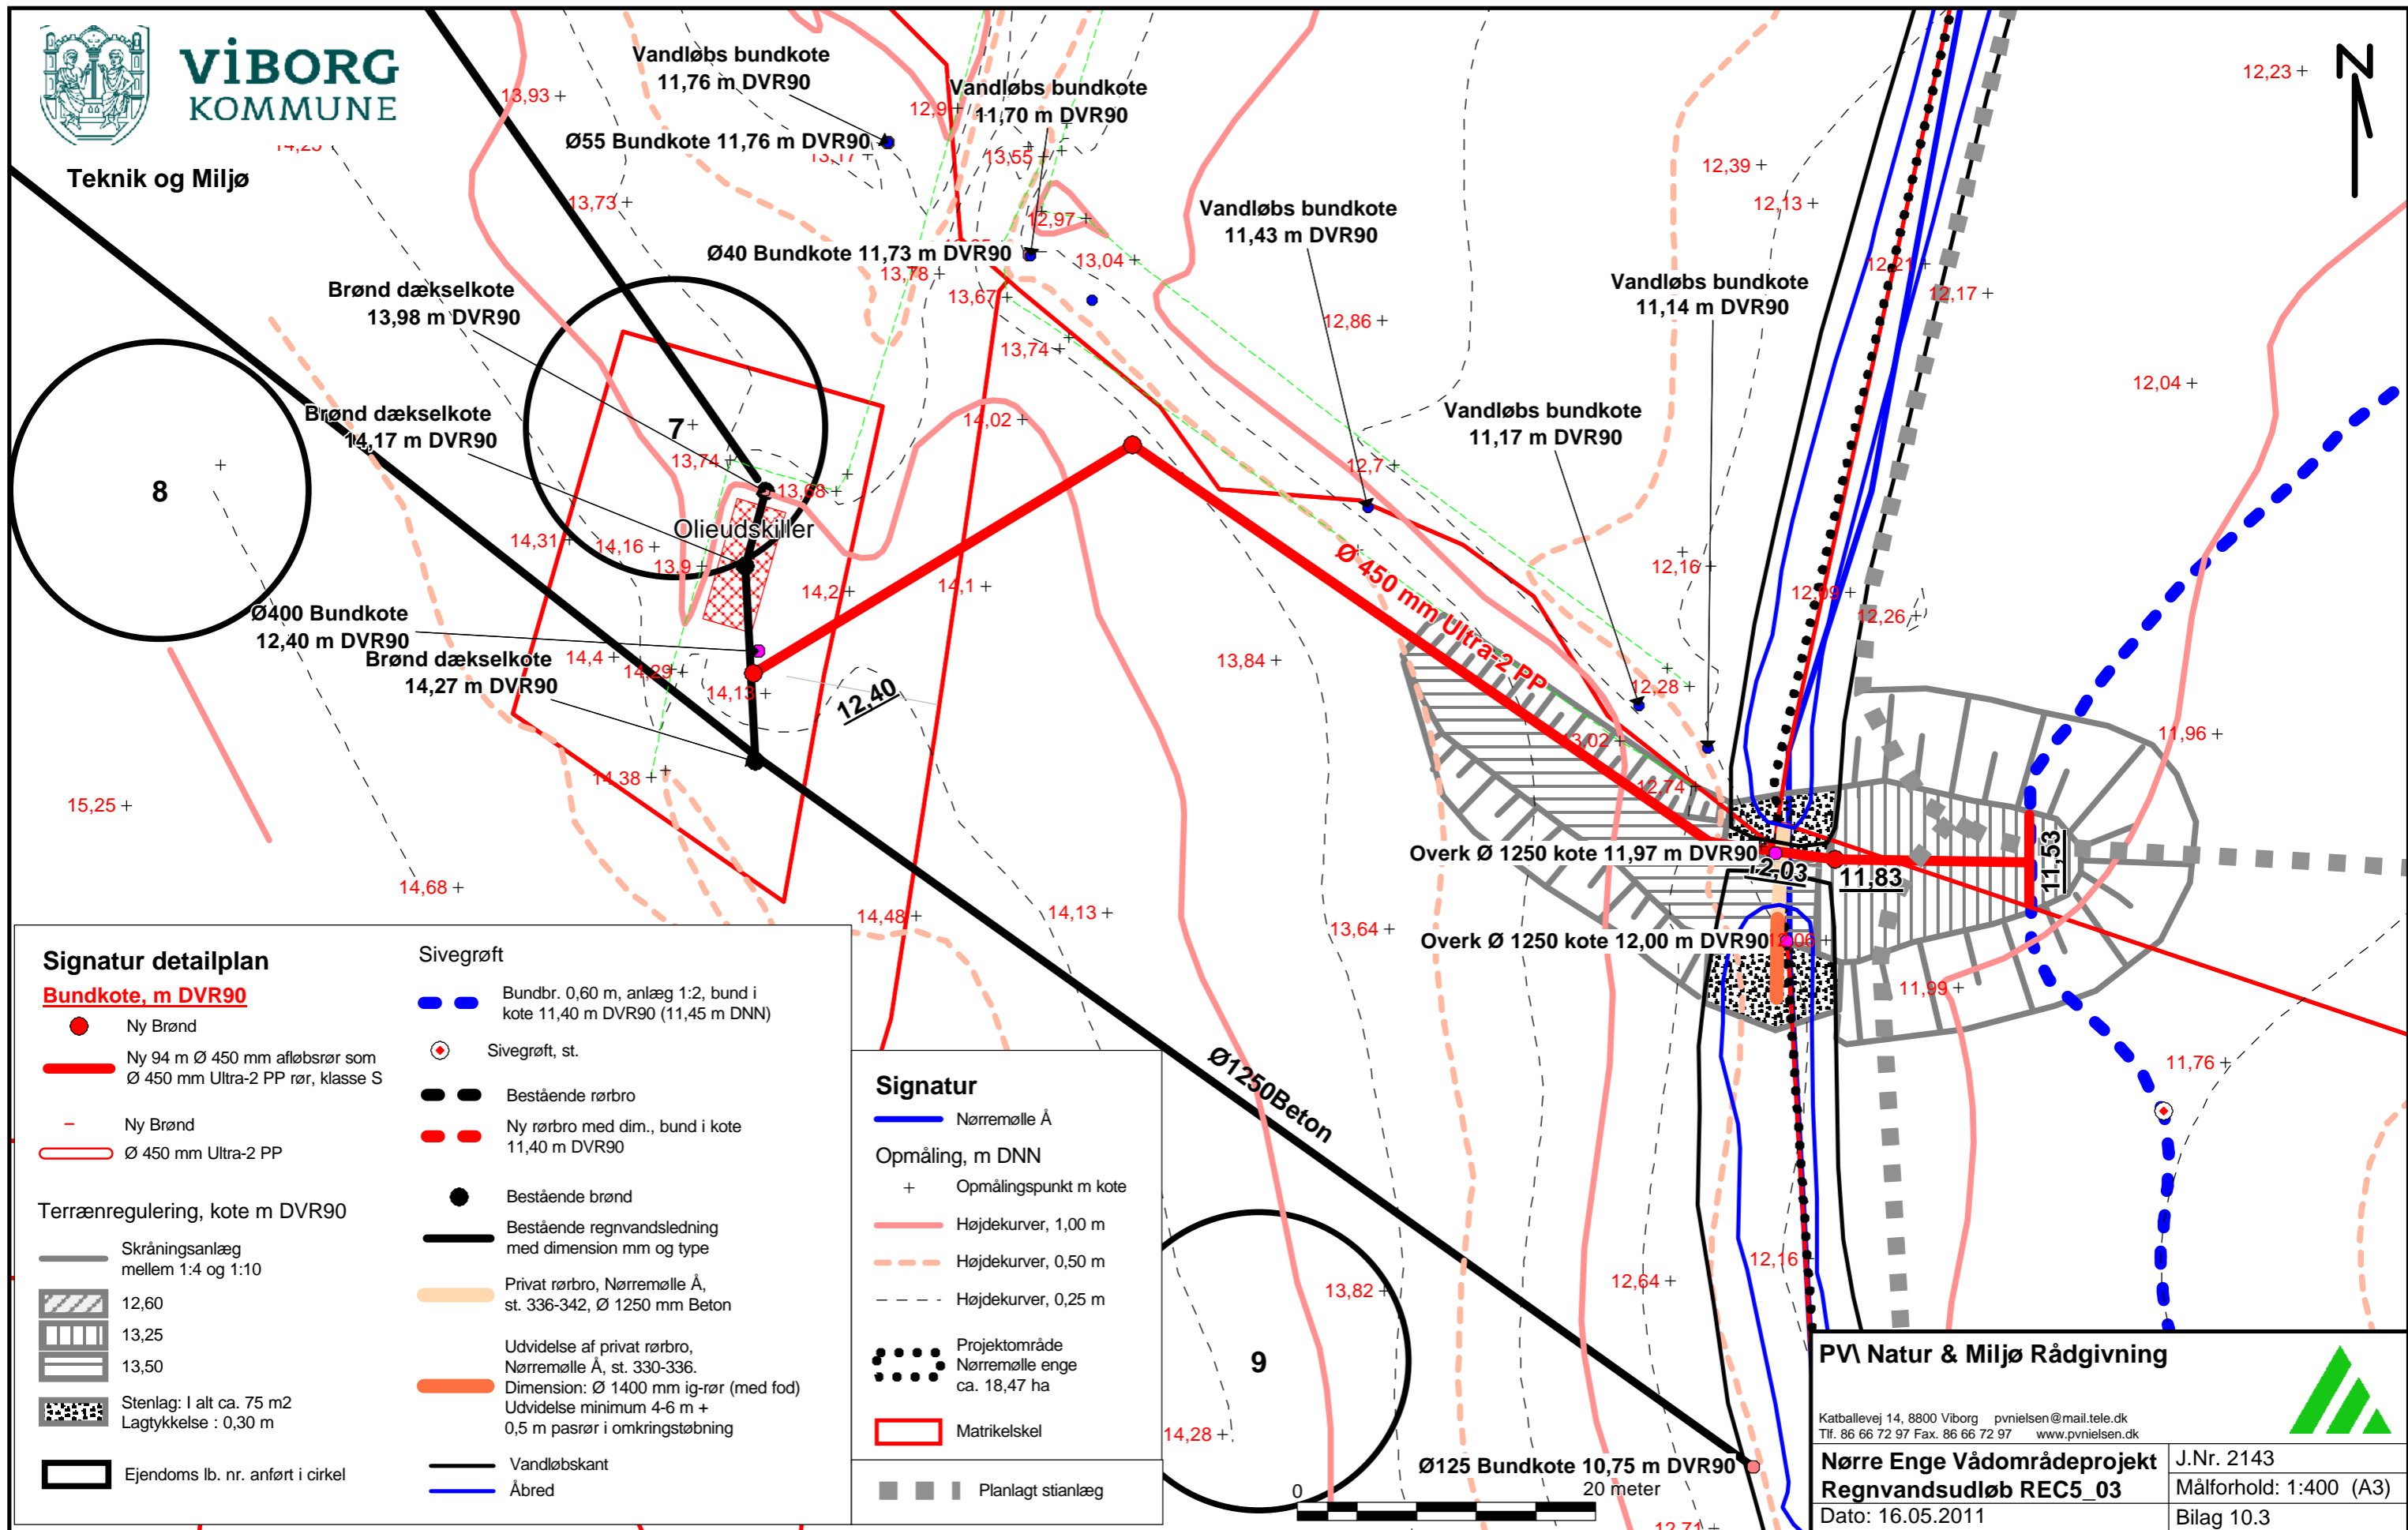 VIBORG
KOMMUNE
Teknik og Miljø
Vandløbs bundkote
11,76 m DVR90
Vandløbs bundkote
11,70 m DVR90
Ø55 Bundkote 11,76 m DVR90
Ø40 Bundkote 11,73 m DVR90
Vandløbs bundkote
11,43 m DVR90
Vandløbs bundkote
11,14 m DVR90
Vandløbs bundkote
11,17 m DVR90
Brønd dækselkote
13,98 m DVR90
Brønd dækselkote
14,17 m DVR90
Ø400 Bundkote
12,40 m DVR90
Brønd dækselkote
14,27 m DVR90
Olieudskiller
7
8
9
12,40
Ø 450 mm Ultra-2 PP
Ø1250Beton
Overk Ø 1250 kote 11,97 m DVR90
12,03
11,83
11,53
Overk Ø 1250 kote 12,00 m DVR90
Ø125 Bundkote 10,75 m DVR90
13,93
12,9
13,55
13,17
13,73
12,97
13,04
13,78
13,67
13,74
12,86
12,39
12,13
12,23
12,21
12,17
12,04
14,02
13,74
13,68
12,7
14,31
14,16
13,9
14,2
14,1
12,16
12,09
12,26
14,4
14,29
14,13
13,84
12,28
13,02
11,96
14,38
12,74
15,25
14,68
14,48
14,13
13,64
12,06
11,99
11,76
12,16
12,64
13,82
14,28
12,71
N
Signatur detailplan
Bundkote, m DVR90
Ny Brønd
Ny 94 m Ø 450 mm afløbsrør som
Ø 450 mm Ultra-2 PP rør, klasse S
Ny Brønd
Ø 450 mm Ultra-2 PP
Terrænregulering, kote m DVR90
Skråningsanlæg
mellem 1:4 og 1:10
12,60
13,25
13,50
Stenlag: I alt ca. 75 m2
Lagtykkelse : 0,30 m
Ejendoms lb. nr. anført i cirkel
Sivegrøft
Bundbr. 0,60 m, anlæg 1:2, bund i
kote 11,40 m DVR90 (11,45 m DNN)
Sivegrøft, st.
Bestående rørbro
Ny rørbro med dim., bund i kote
11,40 m DVR90
Bestående brønd
Bestående regnvandsledning
med dimension mm og type
Privat rørbro, Nørremølle Å,
st. 336-342, Ø 1250 mm Beton
Udvidelse af privat rørbro,
Nørremølle Å, st. 330-336.
Dimension: Ø 1400 mm ig-rør (med fod)
Udvidelse minimum 4-6 m +
0,5 m pasrør i omkringstøbning
Vandløbskant
Åbred
Signatur
Nørremølle Å
Opmåling, m DNN
Opmålingspunkt m kote
Højdekurver, 1,00 m
Højdekurver, 0,50 m
Højdekurver, 0,25 m
Projektområde
Nørremølle enge
ca. 18,47 ha
Matrikelskel
Planlagt stianlæg
0
20 meter
PV\ Natur & Miljø Rådgivning
Katballevej 14, 8800 Viborg pvnielsen@mail.tele.dk
Tlf. 86 66 72 97 Fax. 86 66 72 97 www.pvnielsen.dk
Nørre Enge Vådområdeprojekt
Regnvandsudløb REC5_03
Dato: 16.05.2011
J.Nr. 2143
Målforhold: 1:400 (A3)
Bilag 10.3